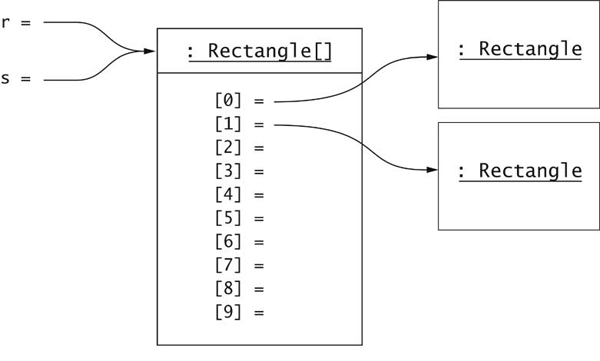 r =
s =
: Rectangle[]
[0] =
[1] =
[2] =
[3] =
[4] =
[5] =
[6] =
[7] =
[8] =
[9] =
: Rectangle
: Rectangle